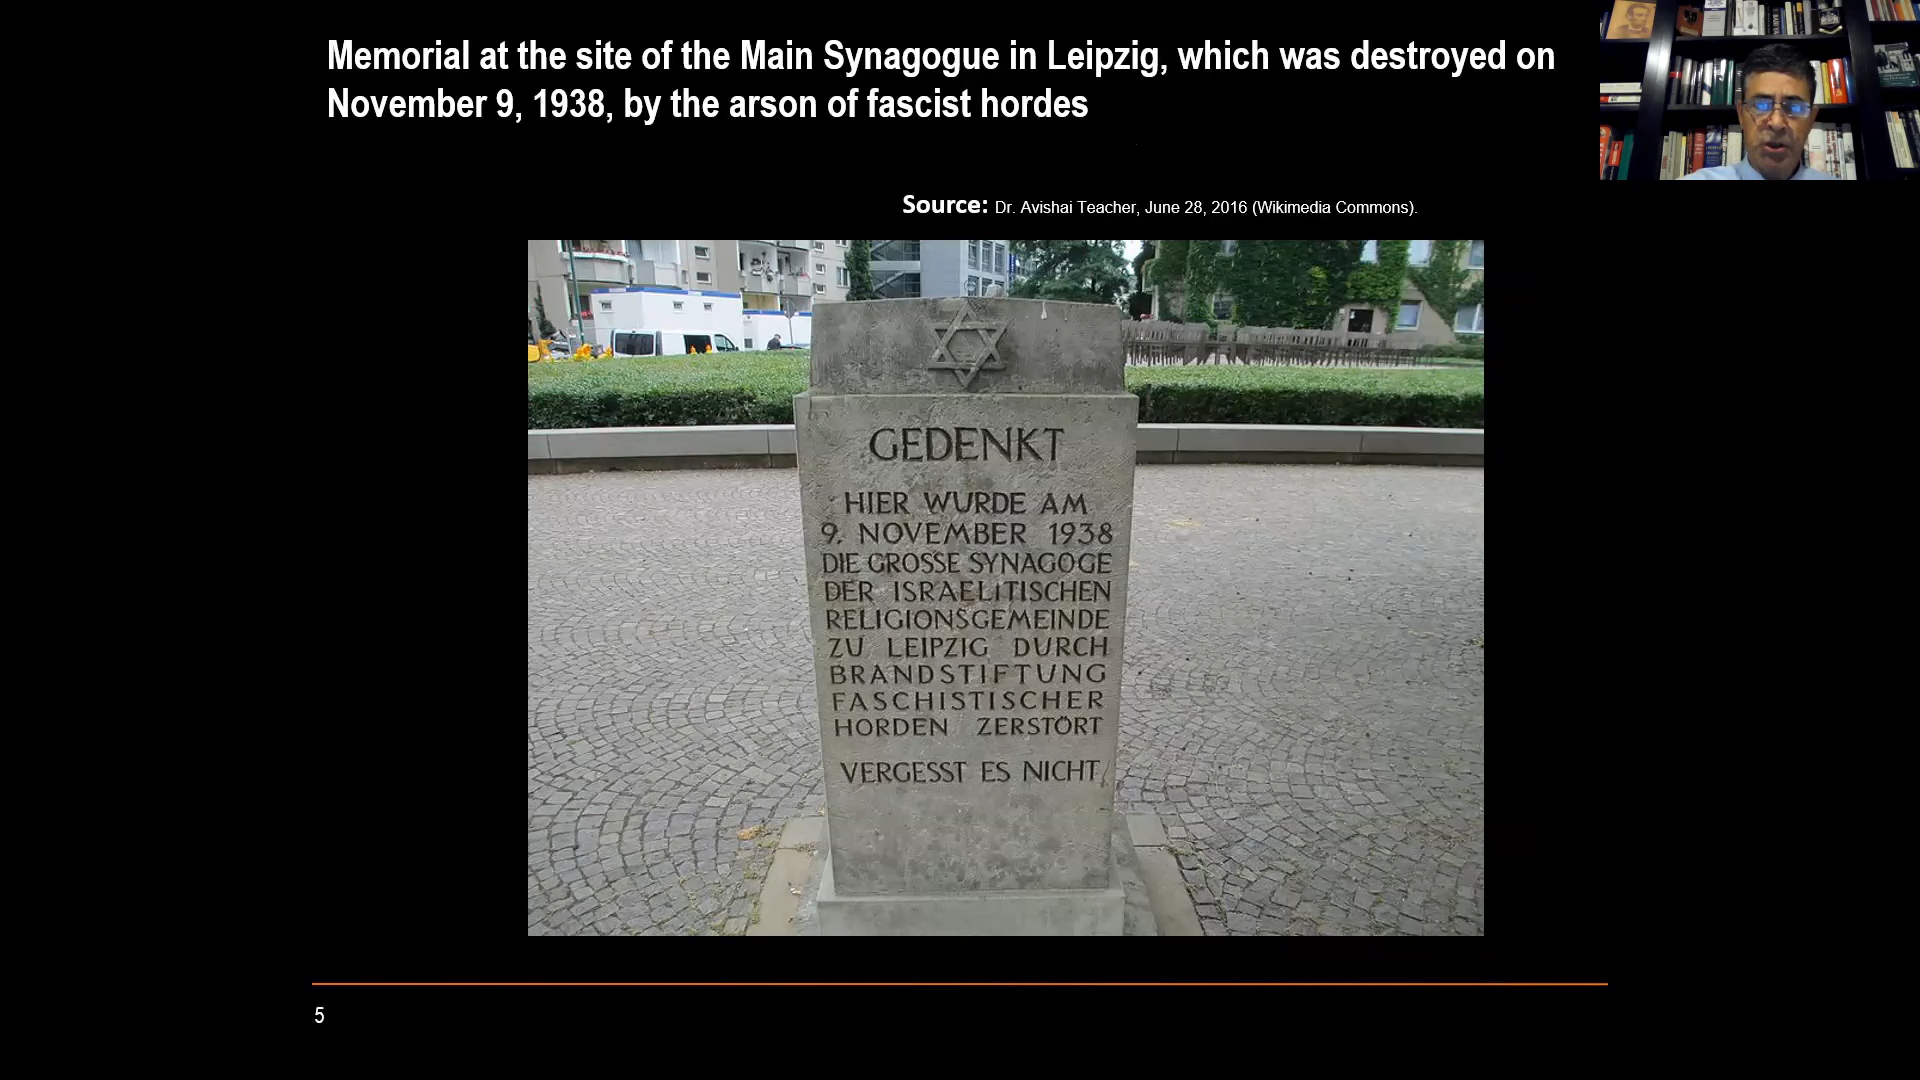 Memorial at the site of the Main Synagogue in Leipzig, which was destroyed on
November 9, 1938, by the arson of fascist hordes
Source: Dr. Avishai Teacher, June 28, 2016 (Wikimedia Commons).
GEDENKT
HIER WURDE AM
9. NOVEMBER 1938
DIE GROSSE SYNAGOGE
DER ISRAELITISCHEN
RELIGIONSGEMEINDE
ZU LEIPZIG DURCH
BRANDSTIFTUNG
FASCHISTISCHER
HORDEN ZERSTÖRT
VERGESST ES NICHT
5